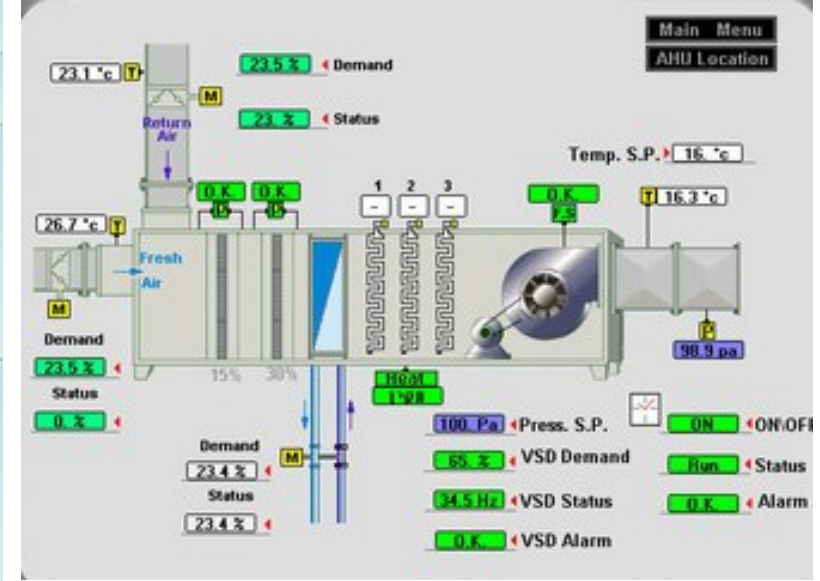 Main Menu
AHU Location
23.1 °c T
23.5 % Demand
M
Return
Air
23. % Status
Temp. S.P. 16. °c
O.K. O.K. 1 2 3 O.K.
- - -
F.S
T 16.3 °c
26.7 °c T
Fresh
Air
M
Demand
23.5 %
Status
0. %
15% 30%
P
98.9 pa
Heat
100. Pa Press. S.P.
ON ON\OFF
Demand
M
23.4 %
65. % VSD Demand
Run Status
Status
23.4 %
34.5 Hz VSD Status
O.K. Alarm
O.K. VSD Alarm